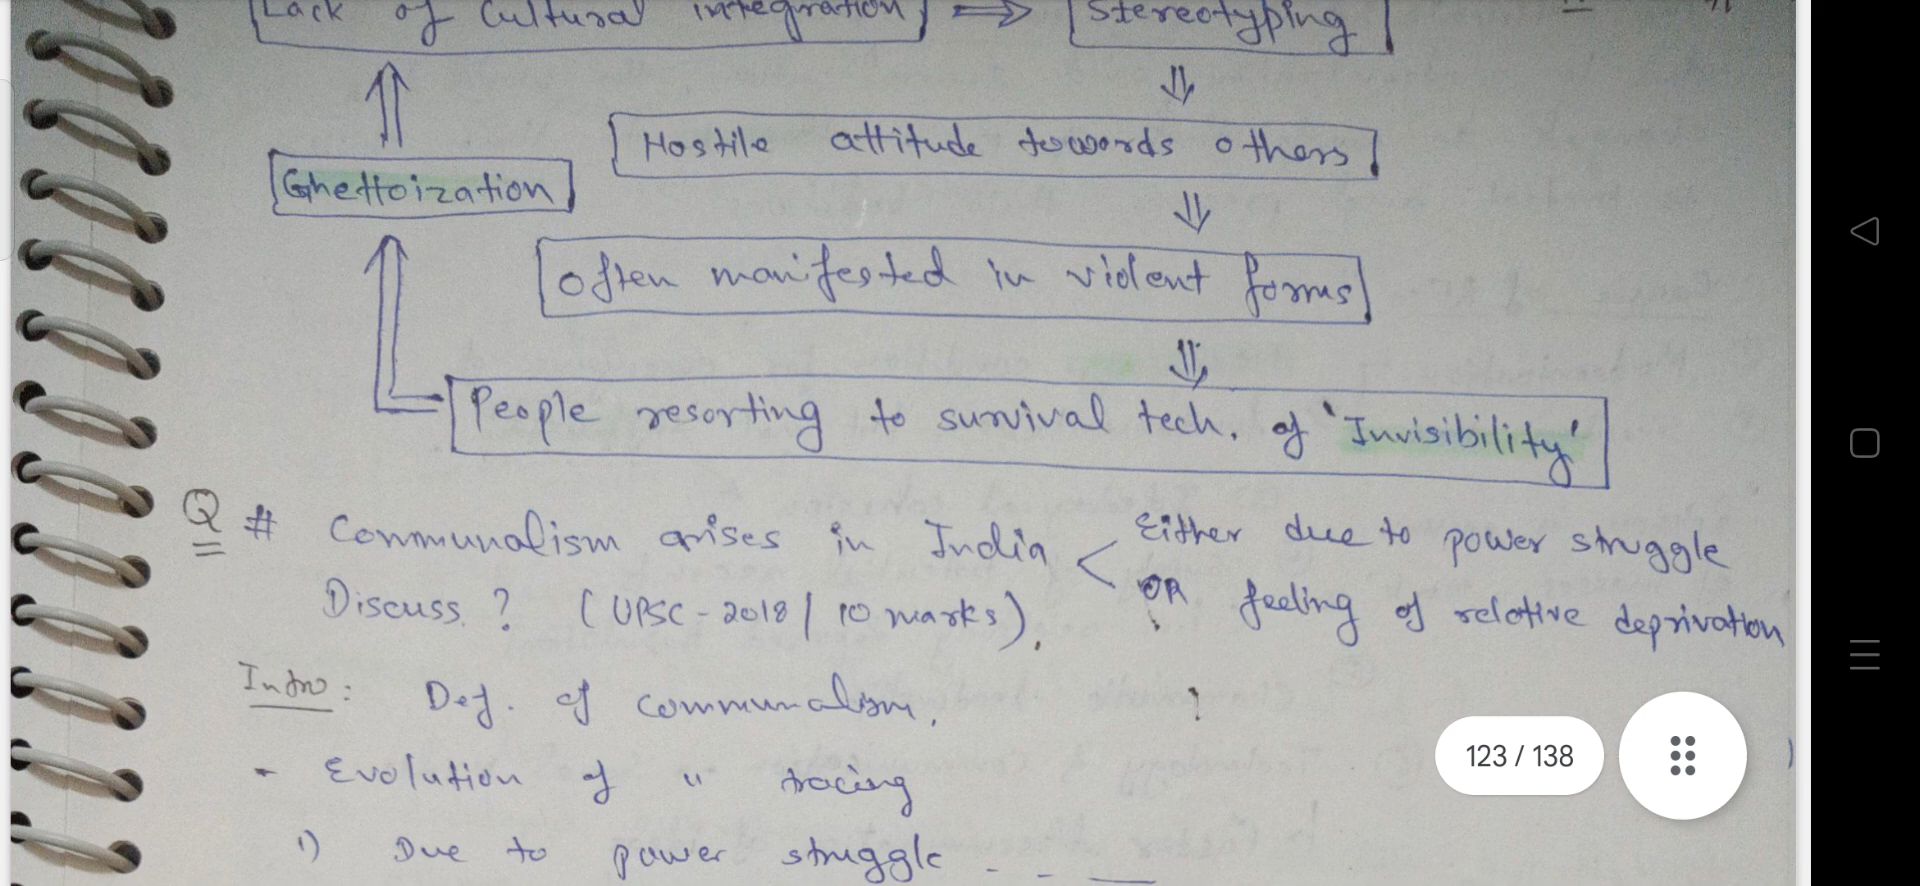 Lack of Cultural integration ⇒ Stereotyping
⇓
Hostile attitude towards others
Ghettoization
⇓
Often manifested in violent forms
⇓
People resorting to survival tech. of 'Invisibility'
Q # Communalism arises in India < Either due to power struggle
OR feeling of relative deprivation
Discuss ? (UPSC - 2018 | 10 marks).
Intro : Def. of communalism.
- Evolution of " tracing
1) Due to power struggle - - —
123 / 138